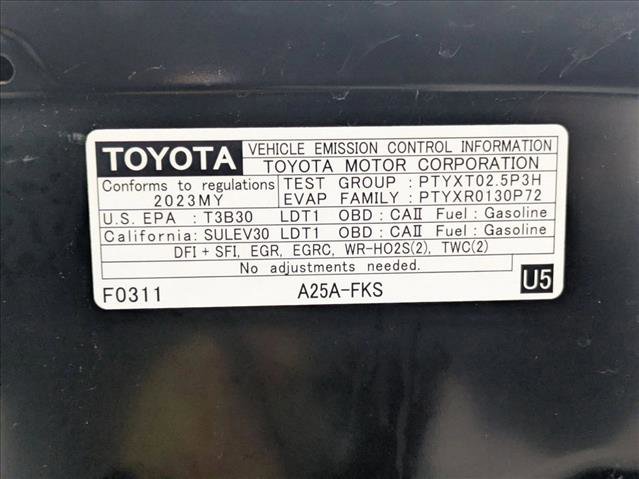 TOYOTA VEHICLE EMISSION CONTROL INFORMATION
TOYOTA MOTOR CORPORATION
Conforms to regulations TEST GROUP : PTYXT02.5P3H
2023MY EVAP FAMILY : PTYXR0130P72
U.S. EPA : T3B30 LDT1 OBD : CAII Fuel : Gasoline
California: SULEV30 LDT1 OBD : CAII Fuel : Gasoline
DFI + SFI, EGR, EGRC, WR-HO2S(2), TWC(2)
No adjustments needed.
F0311 A25A-FKS U5